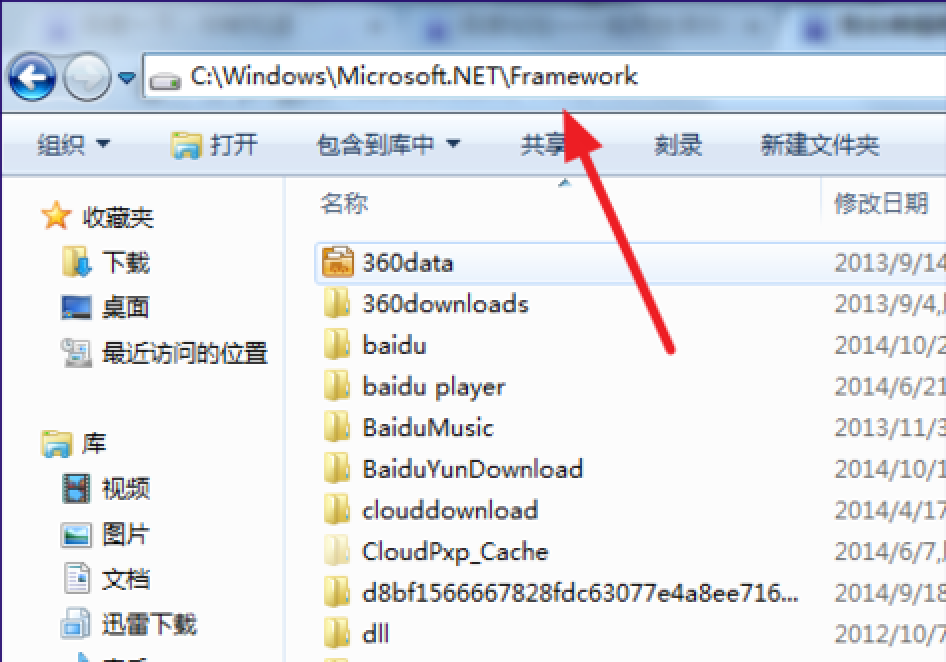 C:\Windows\Microsoft.NET\Framework
组织 打开 包含到库中 共享 刻录 新建文件夹
名称 修改日期
收藏夹
下载
桌面
最近访问的位置
库
视频
图片
文档
迅雷下载
360data 2013/9/14
360downloads 2013/9/4,
baidu 2014/10/2
baidu player 2014/6/21
BaiduMusic 2013/11/3
BaiduYunDownload 2014/10/1
clouddownload 2014/4/17
CloudPxp_Cache 2014/6/7,
d8bf1566667828fdc63077e4a8ee716... 2014/9/18
dll 2012/10/7